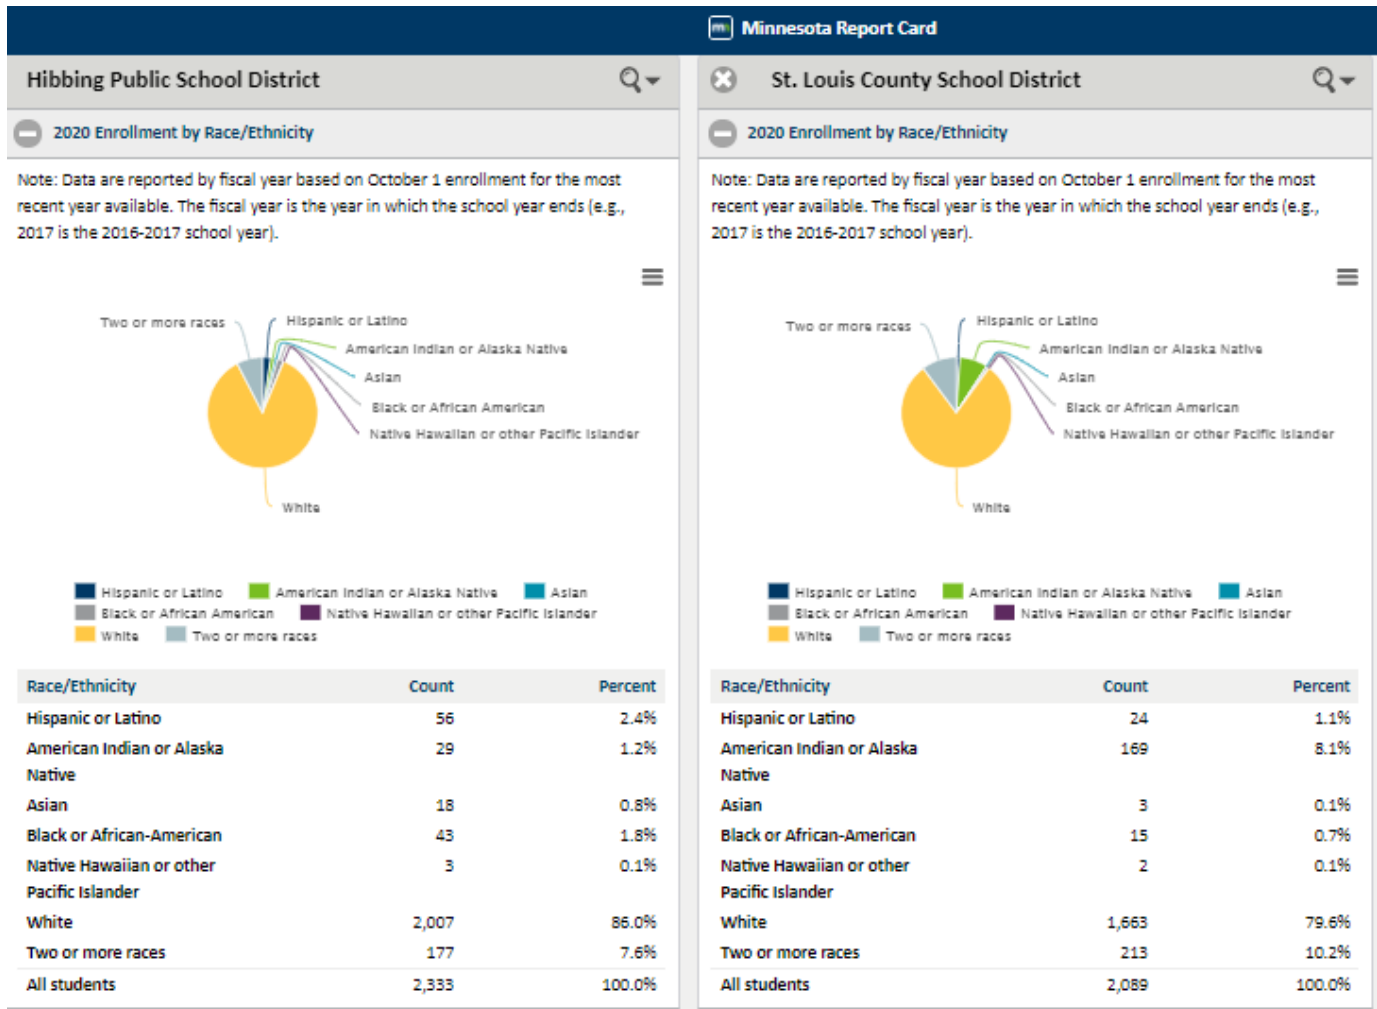 Minnesota Report Card
Hibbing Public School District
2020 Enrollment by Race/Ethnicity
Note: Data are reported by fiscal year based on October 1 enrollment for the most
recent year available. The fiscal year is the year in which the school year ends (e.g.,
2017 is the 2016-2017 school year).
Two or more races
Hispanic or Latino
American Indian or Alaska Native
Asian
Black or African American
Native Hawaiian or other Pacific Islander
White
Hispanic or Latino American Indian or Alaska Native Asian
Black or African American Native Hawaiian or other Pacific Islander
White Two or more races
Race/Ethnicity Count Percent
Hispanic or Latino 56 2.4%
American Indian or Alaska 29 1.2%
Native
Asian 18 0.8%
Black or African-American 43 1.8%
Native Hawaiian or other 3 0.1%
Pacific Islander
White 2,007 86.0%
Two or more races 177 7.6%
All students 2,333 100.0%
St. Louis County School District
2020 Enrollment by Race/Ethnicity
Note: Data are reported by fiscal year based on October 1 enrollment for the most
recent year available. The fiscal year is the year in which the school year ends (e.g.,
2017 is the 2016-2017 school year).
Two or more races
Hispanic or Latino
American Indian or Alaska Native
Asian
Black or African American
Native Hawaiian or other Pacific Islander
White
Hispanic or Latino American Indian or Alaska Native Asian
Black or African American Native Hawaiian or other Pacific Islander
White Two or more races
Race/Ethnicity Count Percent
Hispanic or Latino 24 1.1%
American Indian or Alaska 169 8.1%
Native
Asian 3 0.1%
Black or African-American 15 0.7%
Native Hawaiian or other 2 0.1%
Pacific Islander
White 1,663 79.6%
Two or more races 213 10.2%
All students 2,089 100.0%